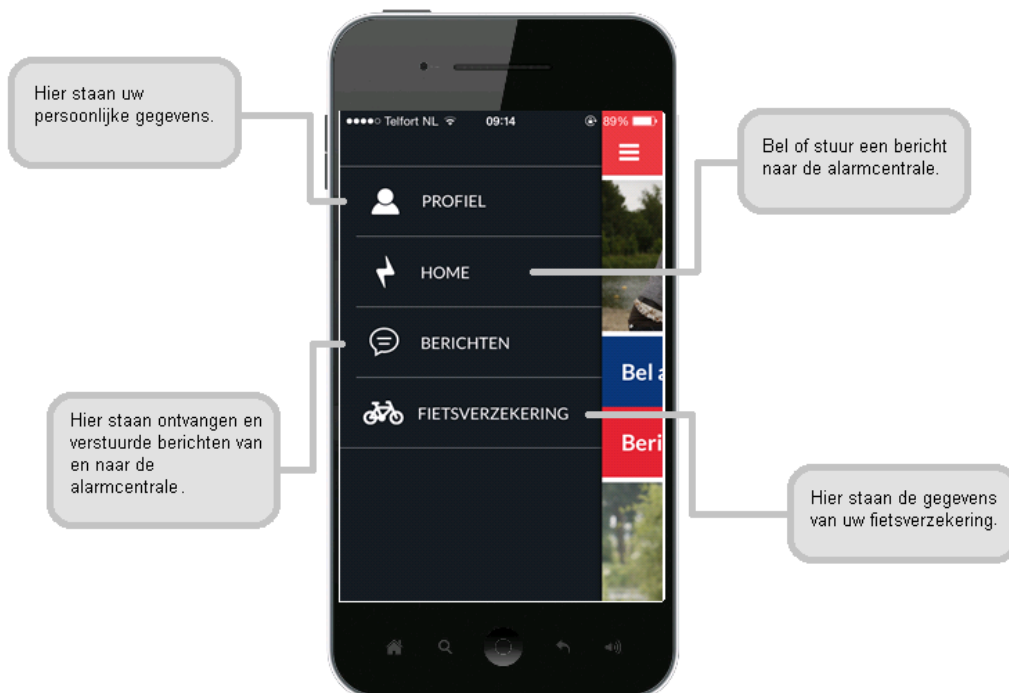 Hier staan uw
persoonlijke gegevens.
Telfort NL
09:14
89%
Bel of stuur een bericht
naar de alarmcentrale.
PROFIEL
HOME
BERICHTEN
Bel
FIETSVERZEKERING
Beri
Hier staan ontvangen en
verstuurde berichten van
en naar de
alarmcentrale.
Hier staan de gegevens
van uw fietsverzekering.